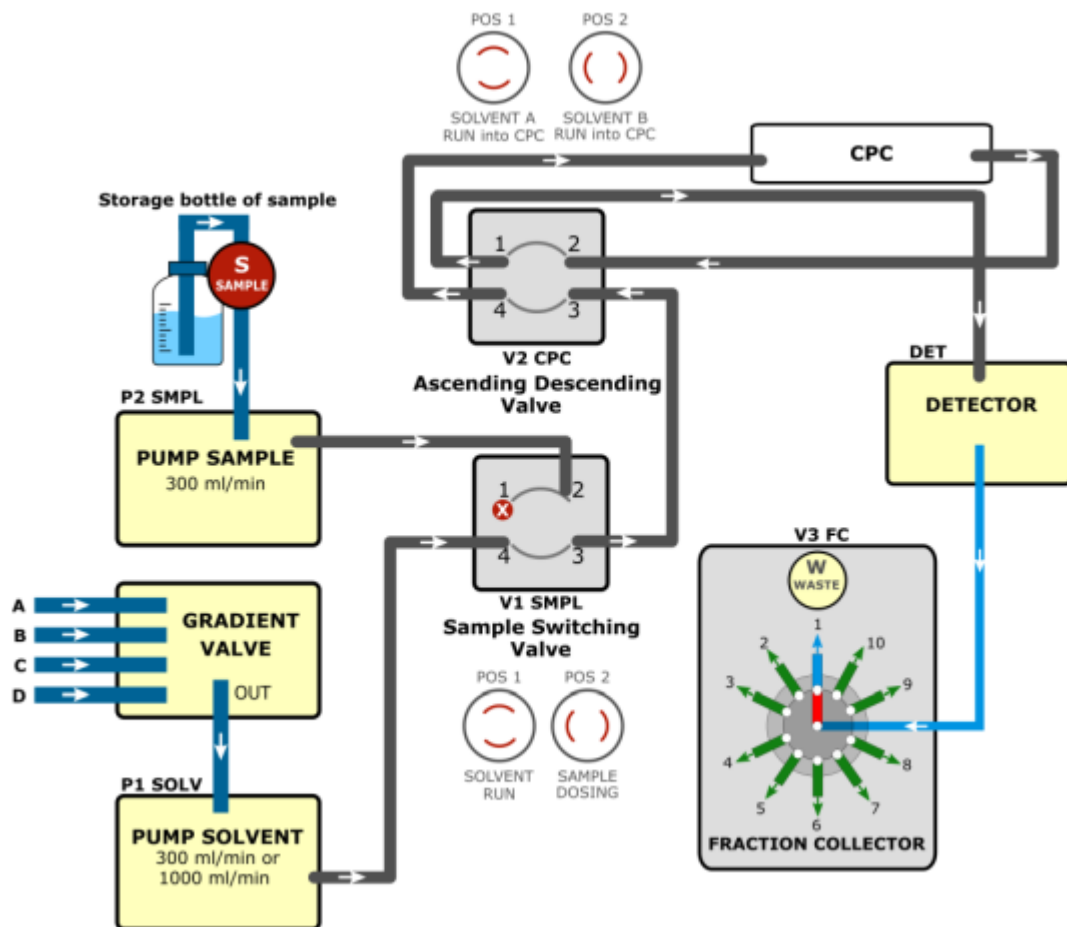 POS 1
POS 2
SOLVENT A
RUN into CPC
SOLVENT B
RUN into CPC
CPC
Storage bottle of sample
S
SAMPLE
1
2
4
3
V2 CPC
Ascending Descending
Valve
DET
DETECTOR
P2 SMPL
PUMP SAMPLE
300 ml/min
1
2
X
4
3
V1 SMPL
Sample Switching
Valve
POS 1
POS 2
SOLVENT
RUN
SAMPLE
DOSING
A
B
C
D
GRADIENT
VALVE
OUT
P1 SOLV
PUMP SOLVENT
300 ml/min or
1000 ml/min
V3 FC
W
WASTE
1
2
10
3
9
4
8
5
7
6
FRACTION COLLECTOR